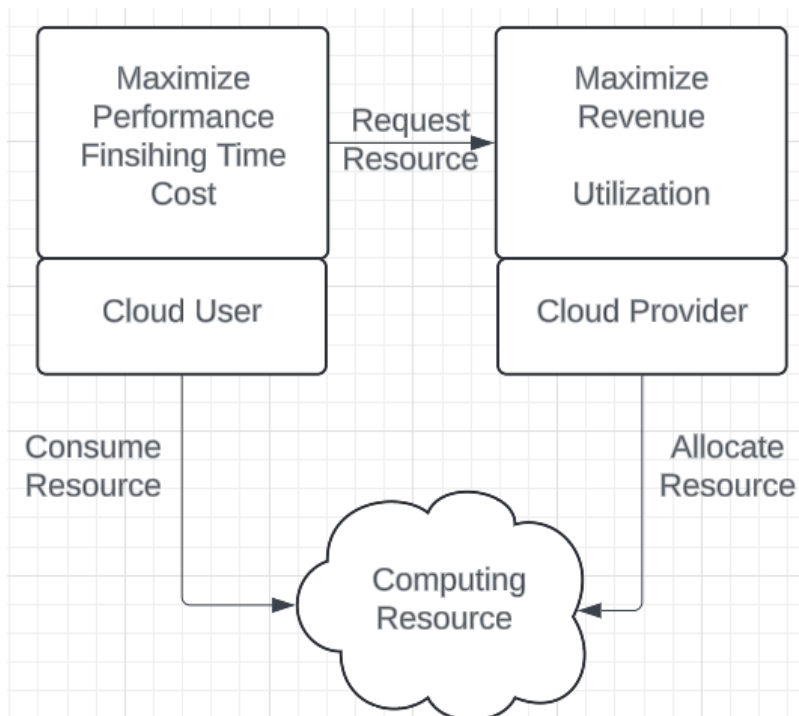 Maximize
Performance
Finsihing Time
Cost
Request
Resource
Maximize
Revenue
Utilization
Cloud User
Cloud Provider
Consume
Resource
Allocate
Resource
Computing
Resource